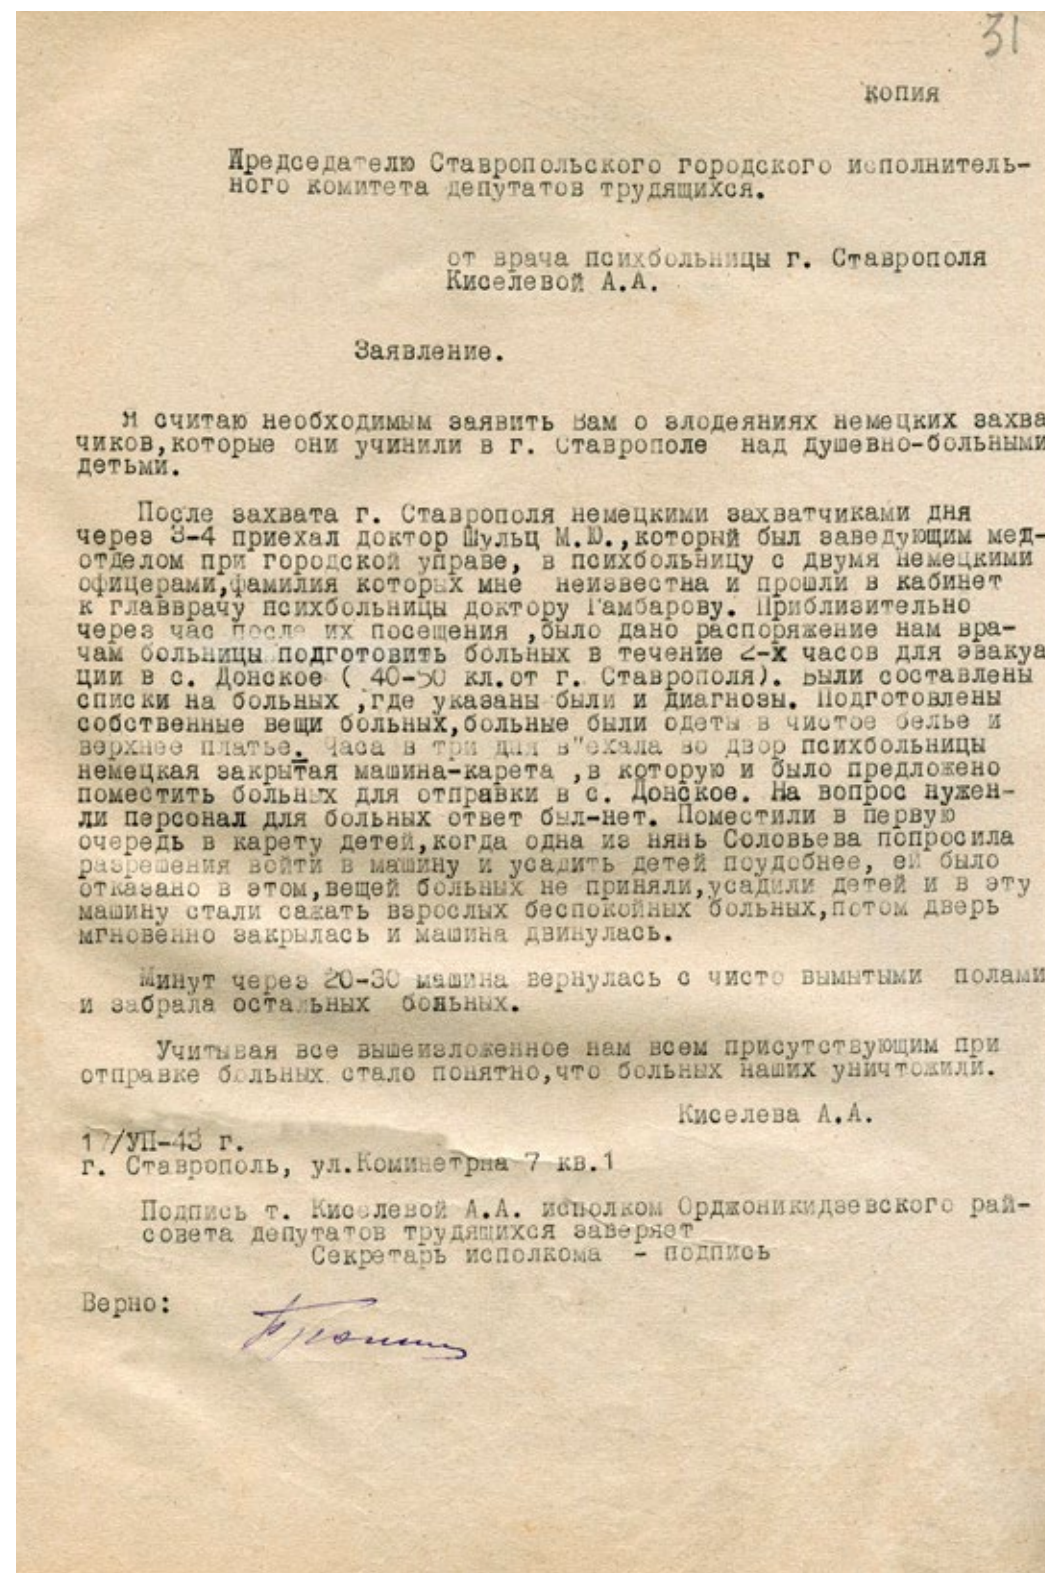 31
копия
Председателю Ставропольского городского исполнитель-
ного комитета депутатов трудящихся.
от врача психбольницы г. Ставрополя
Киселевой А.А.
Заявление.
Я считаю необходимым заявить Вам о злодеяниях немецких захва
чиков,которые они учинили в г. Ставрополе над душевно-больными
детьми.
После захвата г. Ставрополя немецкими захватчиками дня
через 3-4 приехал доктор Шульц М.Ю.,который был заведующим мед-
отделом при городской управе, в психбольницу с двумя немецкими
офицерами,фамилия которых мне неизвестна и прошли в кабинет
к главврачу психбольницы доктору Гамбарову. Приблизительно
через час после их посещения ,было дано распоряжение нам вра-
чам больницы подготовить больных в течение 2-х часов для эвакуа
ции в с. Донское ( 40-50 кл.от г. Ставрополя). Были составлены
списки на больных ,где указаны были и диагнозы. Подготовлены
собственные вещи больных,больные были одеты в чистое белье и
верхнее платье. Часа в три дня в"ехала во двор психбольницы
немецкая закрытая машина-карета ,в которую и было предложено
поместить больных для отправки в с. Донское. На вопрос нужен-
ли персонал для больных ответ был-нет. Поместили в первую
очередь в карету детей,когда одна из нянь Соловьева попросила
разрешения войти в машину и усадить детей поудобнее, ей было
отказано в этом,вещей больных не приняли,усадили детей и в эту
машину стали сажать взрослых беспокойных больных,потом дверь
мгновенно закрылась и машина двинулась.
Минут через 20-30 машина вернулась с чисто вымытыми полами
и забрала остальных больных.
Учитывая все вышеизложенное нам всем присутствующим при
отправке больных стало понятно,что больных наших уничтожили.
Киселева А.А.
/УП-43 г.
г. Ставрополь, ул.Коминетрна 7 кв.1
Подпись т. Киселевой А.А. исполком Орджоникидзевского рай-
совета депутатов трудящихся заверяет
Секретарь исполкома - подпись
Верно: